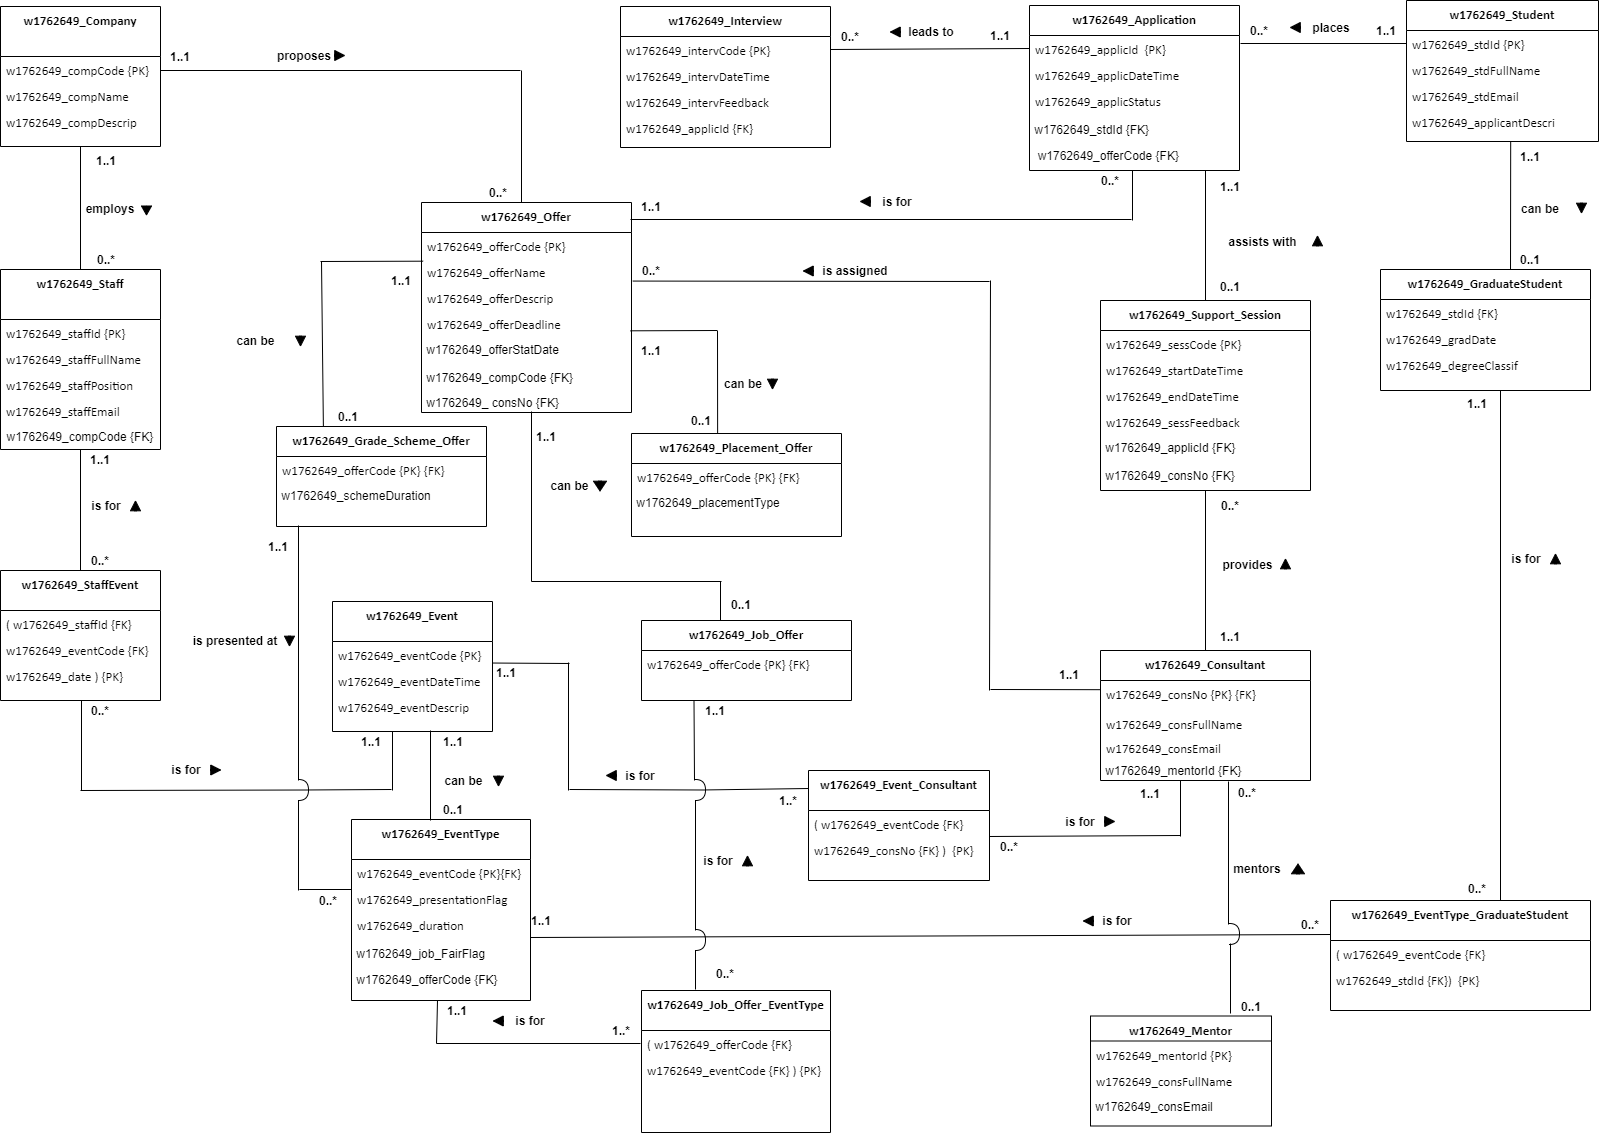 w1762649_Company
w1762649_compCode {PK}
w1762649_compName
w1762649_compDescrip
1..1
proposes
0..*
w1762649_Interview
w1762649_intervCode {PK}
w1762649_intervDateTime
w1762649_intervFeedback
w1762649_applicId {FK}
0..*
leads to
1..1
w1762649_Application
w1762649_applicId {PK}
w1762649_applicDateTime
w1762649_applicStatus
w1762649_stdId {FK}
w1762649_offerCode {FK}
0..*
places
1..1
w1762649_Student
w1762649_stdId {PK}
w1762649_stdFullName
w1762649_stdEmail
w1762649_applicantDescri
1..1
employs
0..*
w1762649_Staff
w1762649_staffId {PK}
w1762649_staffFullName
w1762649_staffPosition
w1762649_staffEmail
w1762649_compCode {FK}
w1762649_Offer
w1762649_offerCode {PK}
w1762649_offerName
w1762649_offerDescrip
w1762649_offerDeadline
w1762649_offerStatDate
w1762649_compCode {FK}
w1762649_ consNo {FK}
1..1
is for
0..*
0..*
is assigned
1..1
assists with
0..1
1..1
can be
0..1
w1762649_GraduateStudent
w1762649_stdId {FK}
w1762649_gradDate
w1762649_degreeClassif
w1762649_Support_Session
w1762649_sessCode {PK}
w1762649_startDateTime
w1762649_endDateTime
w1762649_sessFeedback
w1762649_applicId {FK}
w1762649_consNo {FK}
1..1
can be
0..1
1..1
can be
0..1
w1762649_Grade_Scheme_Offer
w1762649_offerCode {PK} {FK}
w1762649_schemeDuration
w1762649_Placement_Offer
w1762649_offerCode {PK} {FK}
w1762649_placementType
1..1
can be
0..1
1..1
is for
0..*
w1762649_StaffEvent
( w1762649_staffId {FK}
w1762649_eventCode {FK}
w1762649_date ) {PK}
1..1
is presented at
0..*
w1762649_Event
w1762649_eventCode {PK}
w1762649_eventDateTime
w1762649_eventDescrip
1..1
w1762649_Job_Offer
w1762649_offerCode {PK} {FK}
0..*
provides
1..1
w1762649_Consultant
w1762649_consNo {PK} {FK}
w1762649_consFullName
w1762649_consEmail
w1762649_mentorId {FK}
1..1
1..1
is for
0..*
0..*
is for
1..1
1..1
can be
0..1
is for
1..*
w1762649_Event_Consultant
( w1762649_eventCode {FK}
w1762649_consNo {FK} ) {PK}
0..*
is for
1..1
0..*
mentors
0..1
w1762649_EventType
w1762649_eventCode {PK}{FK}
w1762649_presentationFlag
w1762649_duration
w1762649_job_FairFlag
w1762649_offerCode {FK}
1..1
is for
0..*
1..1
is for
0..*
w1762649_EventType_GraduateStudent
( w1762649_eventCode {FK}
w1762649_stdId {FK}) {PK}
1..1
is for
1..*
w1762649_Job_Offer_EventType
( w1762649_offerCode {FK}
w1762649_eventCode {FK} ) {PK}
w1762649_Mentor
w1762649_mentorId {PK}
w1762649_consFullName
w1762649_consEmail